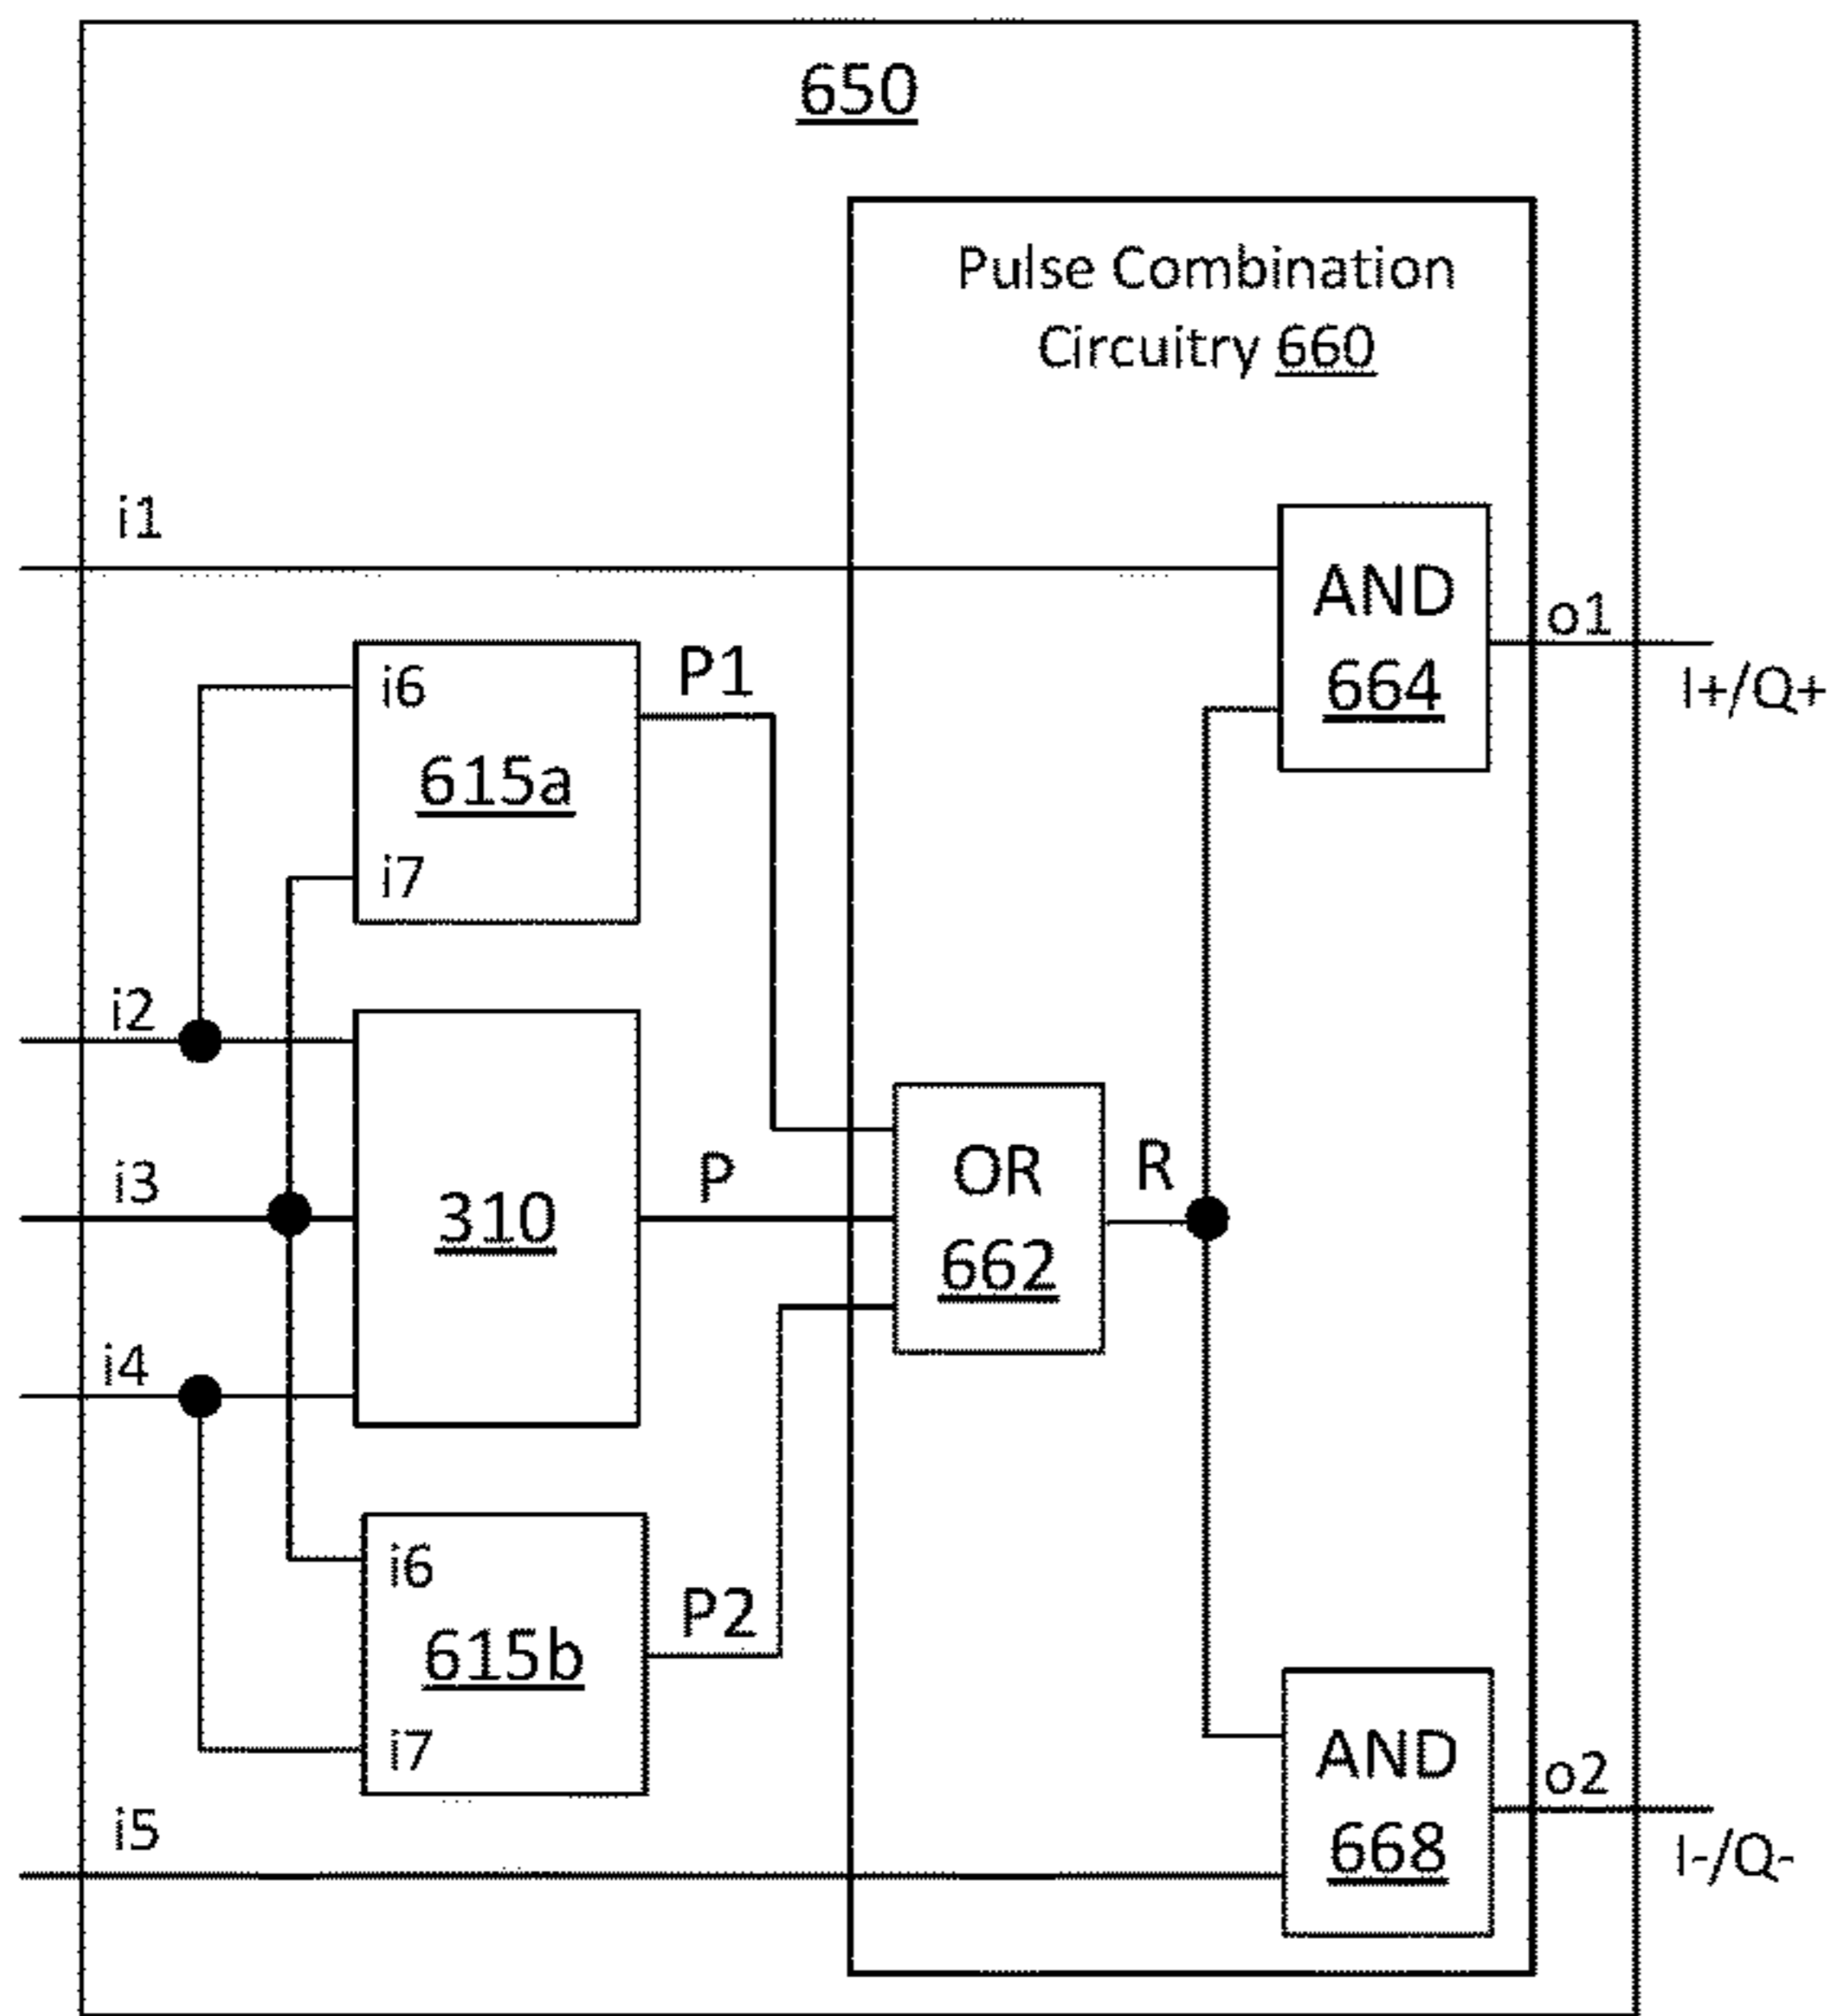 650
Pulse Combination
Circuitry 660
i1
AND
664
o1
I+/Q+
i6
P1
615a
i7
i2
i3
310
P
OR
662
R
i4
i6
P2
615b
i7
i5
AND
668
o2
I-/Q-